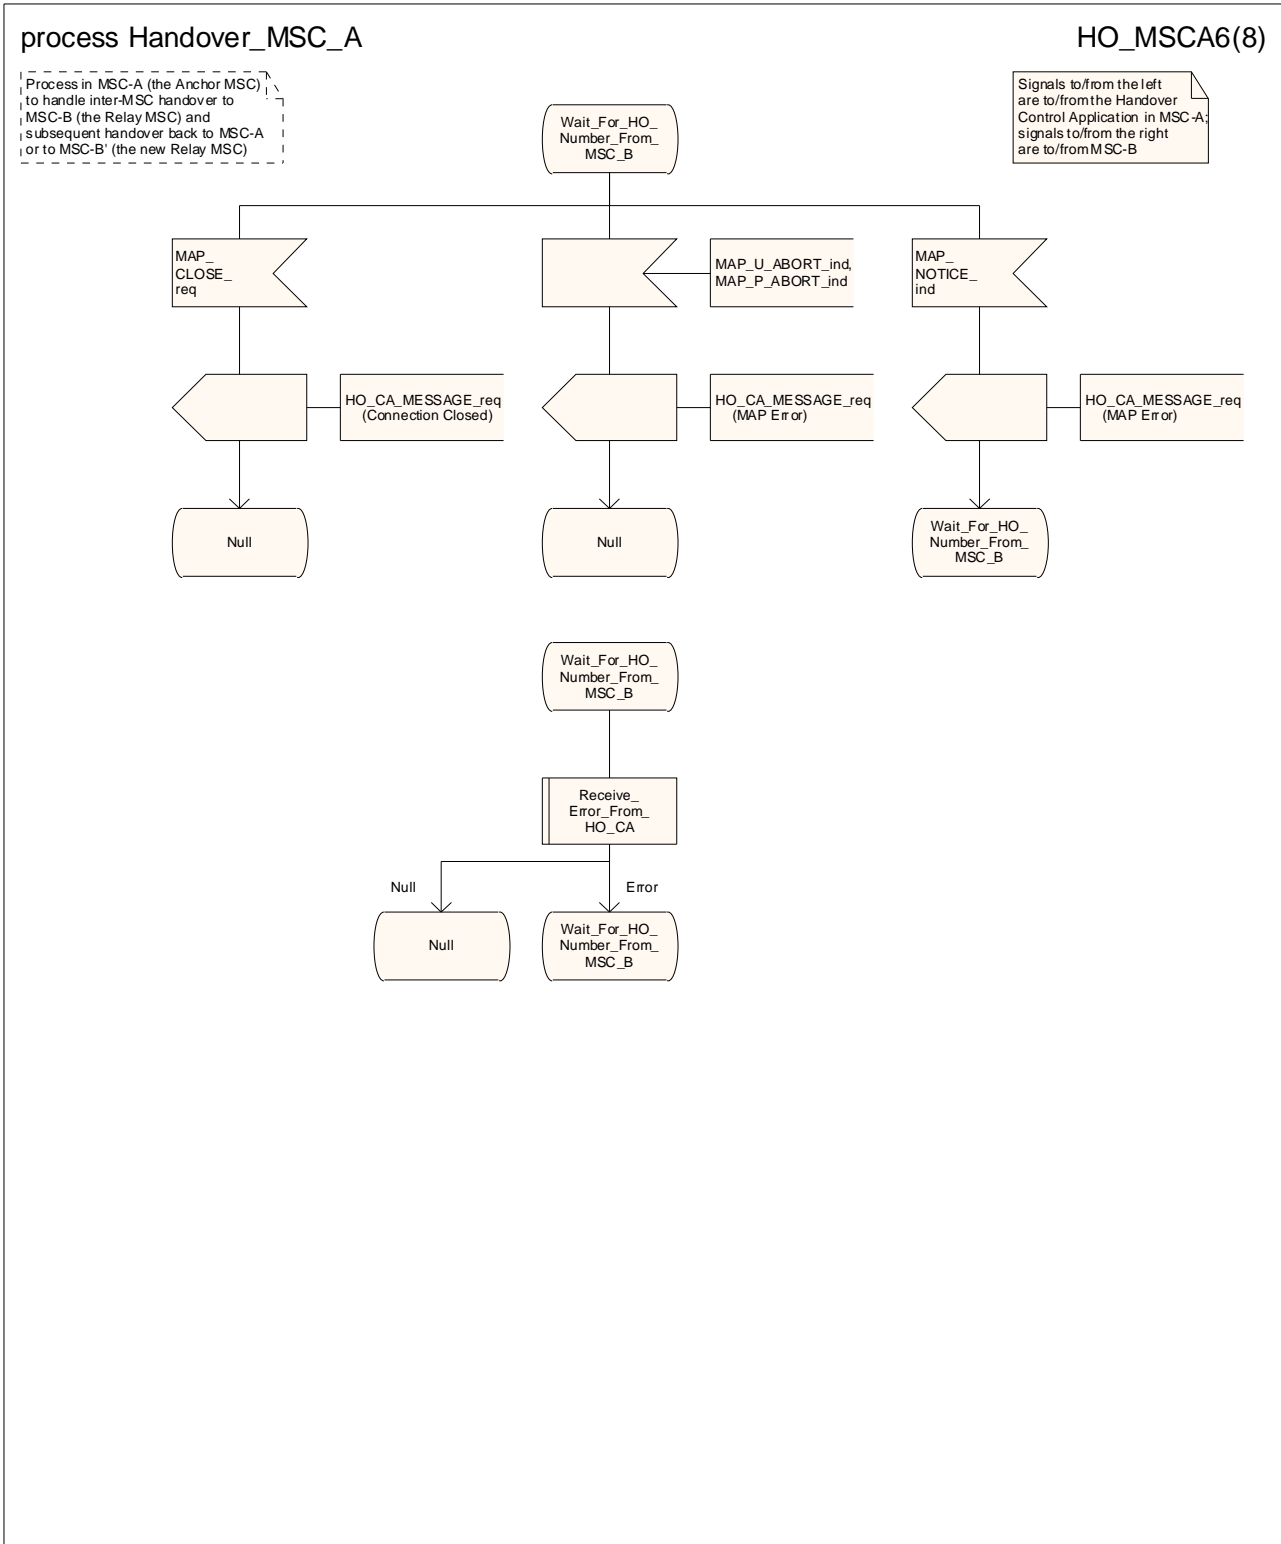 process Handover_MSC_A
HO_MSCA6(8)
Process in MSC-A (the Anchor MSC)
to handle inter-MSC handover to
MSC-B (the Relay MSC) and
subsequent handover back to MSC-A
or to MSC-B' (the new Relay MSC)
Signals to/from the left
are to/from the Handover
Control Application in MSC-A;
signals to/from the right
are to/from MSC-B
Wait_For_HO_
Number_From_
MSC_B
MAP_
CLOSE_
req
MAP_U_ABORT_ind,
MAP_P_ABORT_ind
MAP_
NOTICE_
ind
HO_CA_MESSAGE_req
(Connection Closed)
HO_CA_MESSAGE_req
(MAP Error)
HO_CA_MESSAGE_req
(MAP Error)
Null
Null
Wait_For_HO_
Number_From_
MSC_B
Wait_For_HO_
Number_From_
MSC_B
Receive_
Error_From_
HO_CA
Null
Error
Null
Wait_For_HO_
Number_From_
MSC_B